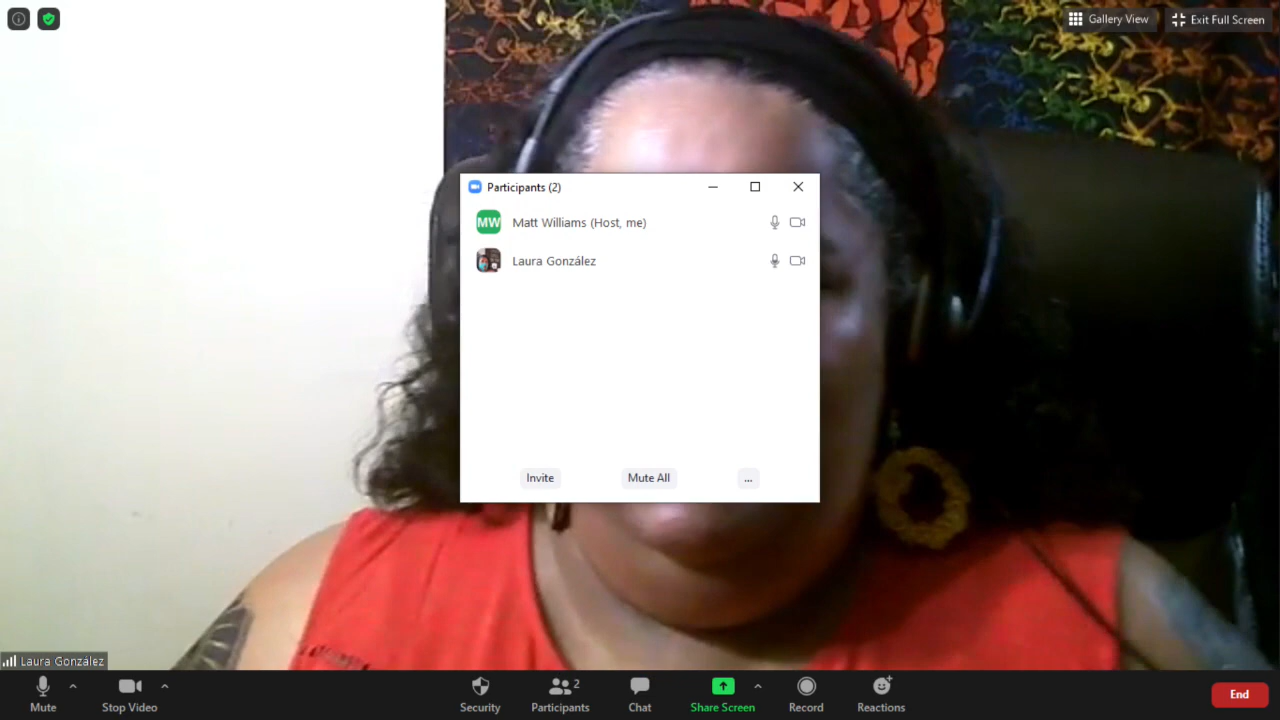 Gallery View
Exit Full Screen
Participants (2)
MW
Matt Williams (Host, me)
Laura González
Invite
Mute All
...
Laura González
Mute
Stop Video
Security
2
Participants
Chat
Share Screen
Record
Reactions
End